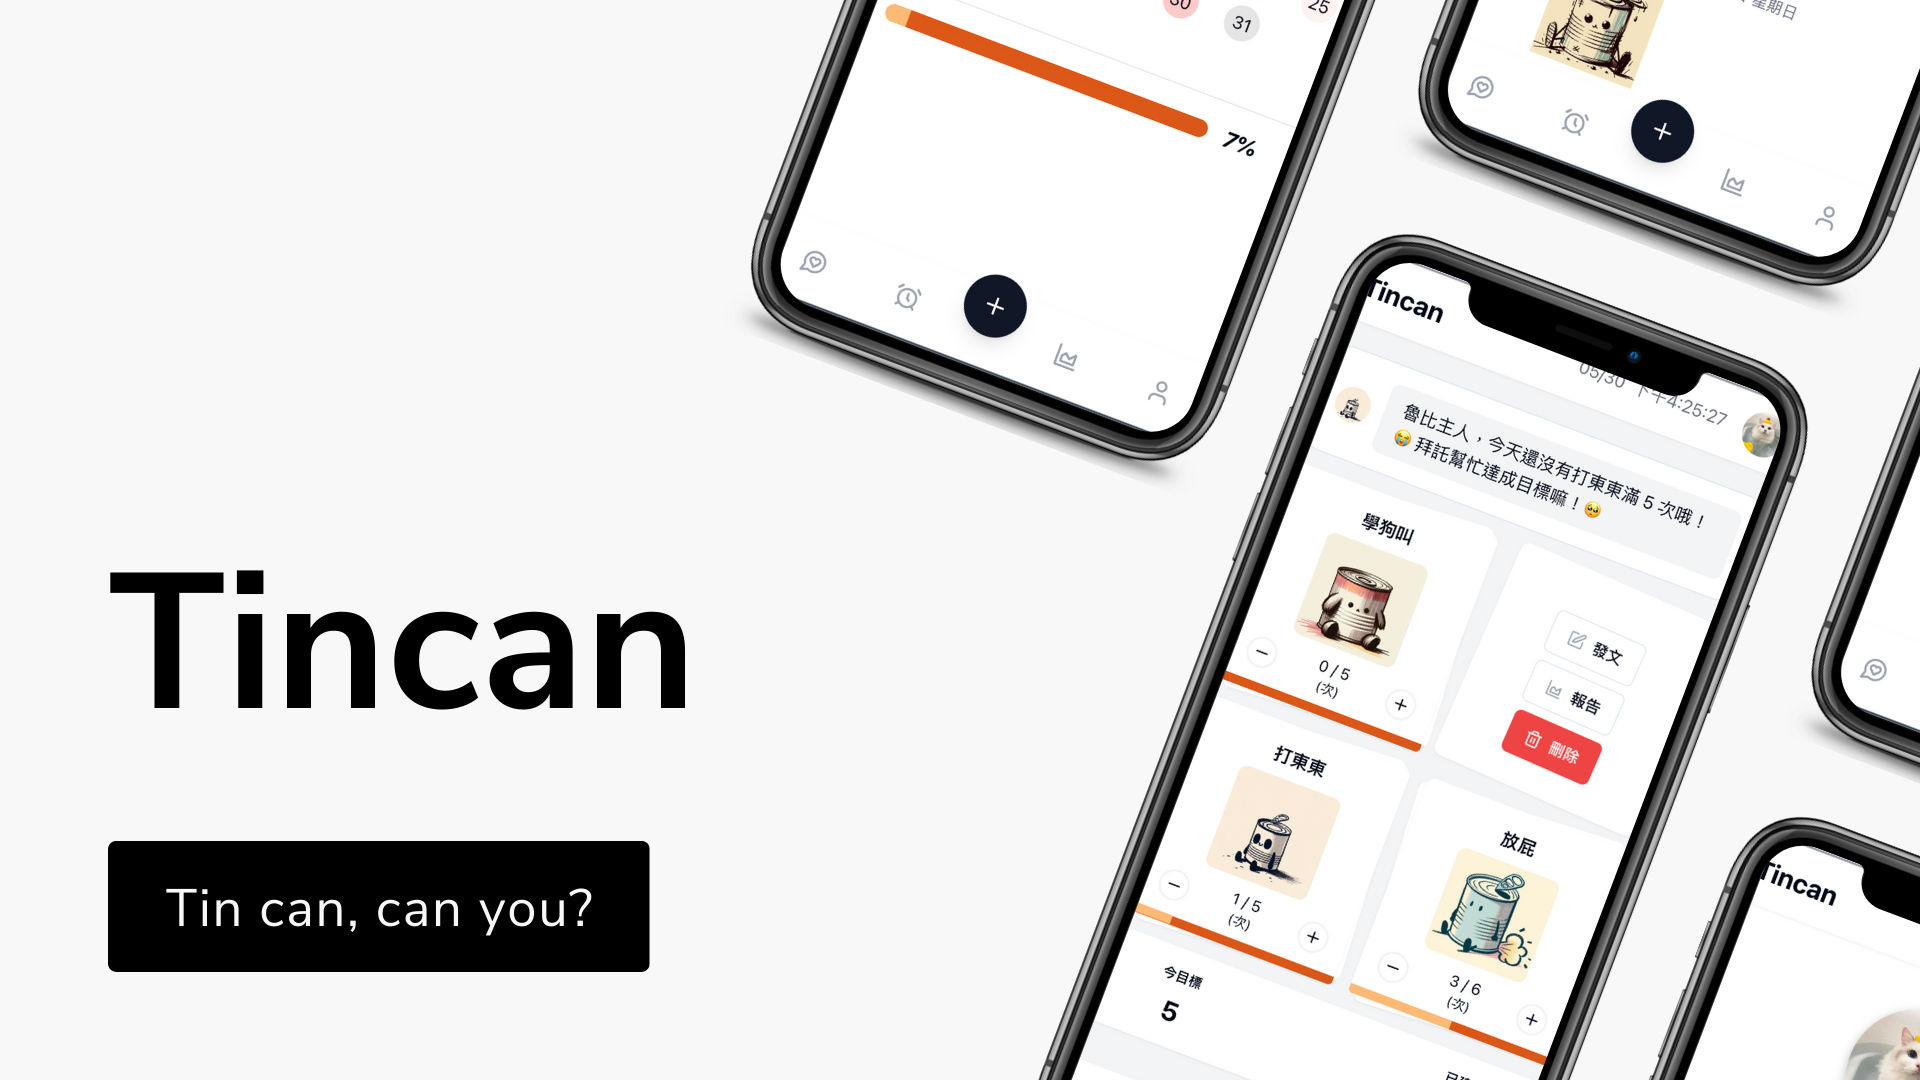 Tincan
Tin can, can you?
30
31
25
7%
星期日
Tincan
05/30 下午4:25:27
魯比主人，今天還沒有打東東滿 5 次哦！
😭 拜託幫忙達成目標嘛！🥺
學狗叫
0 / 5
(次)
發文
報告
刪除
打東東
1 / 5
(次)
放屁
3 / 6
(次)
今目標
5
Tincan